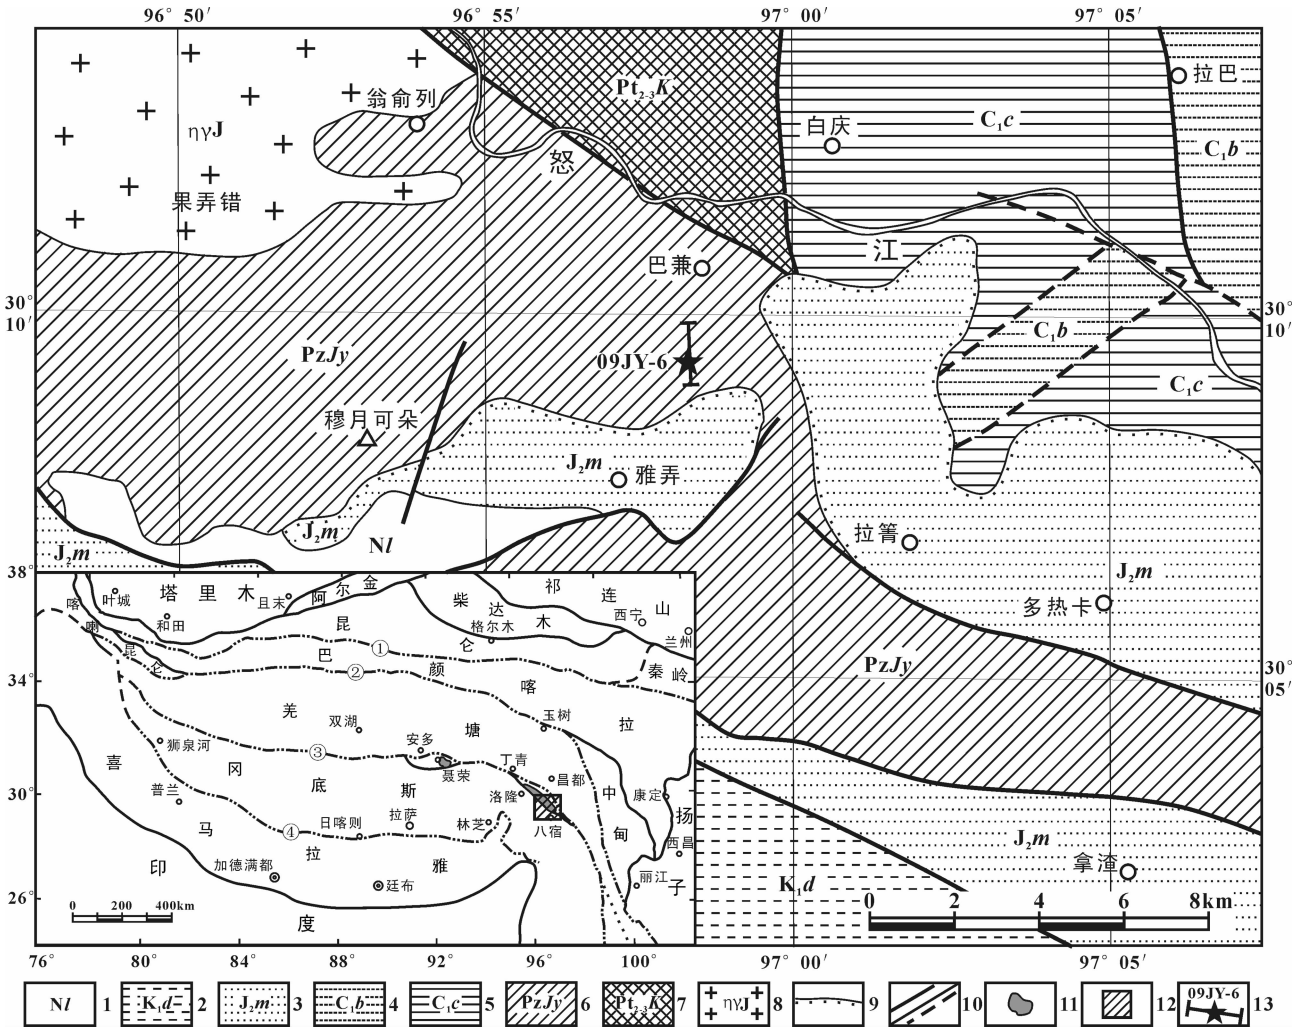 96° 50′ 96° 55′ 97° 00′ 97° 05′
拉巴
Pt₂₋₃K
翁俞列
C₁c
白庆
ηγJ
C₁b
怒
果弄错
江
巴兼
30°
10′
30°
10′
C₁b
PzJy
09JY-6
C₁c
穆月可朵
J₂m
雅弄
J₂m
拉箐
Nl
J₂m
J₂m
多热卡
PzJy
30°
05′
J₂m
拿渣
K₁d
0 2 4 6 8km
38°
34°
30°
26°
喀
喇
昆
仑
叶城
塔里木
且末
阿尔金
柴达木
祁连山
和田
昆
仑
格尔木
西宁
兰州
①
巴
颜
喀
拉
秦岭
②
羌
塘
双湖
玉树
狮泉河
③
安多
聂荣
丁青
昌都
喜
马
拉
雅
冈
底
斯
普兰
洛隆
八宿
中
甸
康定
扬
子
日喀则
拉萨
林芝
④
西昌
丽江
印
度
加德满都
廷布
0 200 400km
76° 80° 84° 88° 92° 96° 100°
97° 00′ 97° 05′
Nl 1 K₁d 2 J₂m 3 C₁b 4 C₁c 5 PzJy 6 Pt₂₋₃K 7 ηγJ 8 9 10 11 12 09JY-6 13